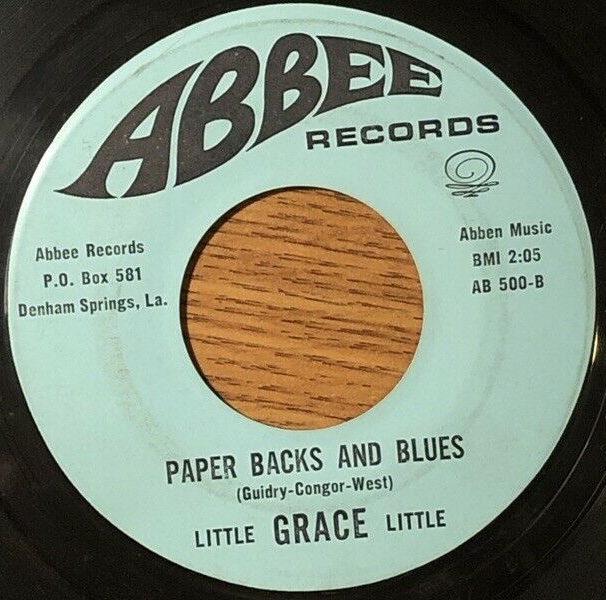 ABBEE
RECORDS
Abbee Records
P.O. Box 581
Denham Springs, La.
Abben Music
BMI 2:05
AB 500-B
PAPER BACKS AND BLUES
(Guidry-Congor-West)
LITTLE GRACE LITTLE